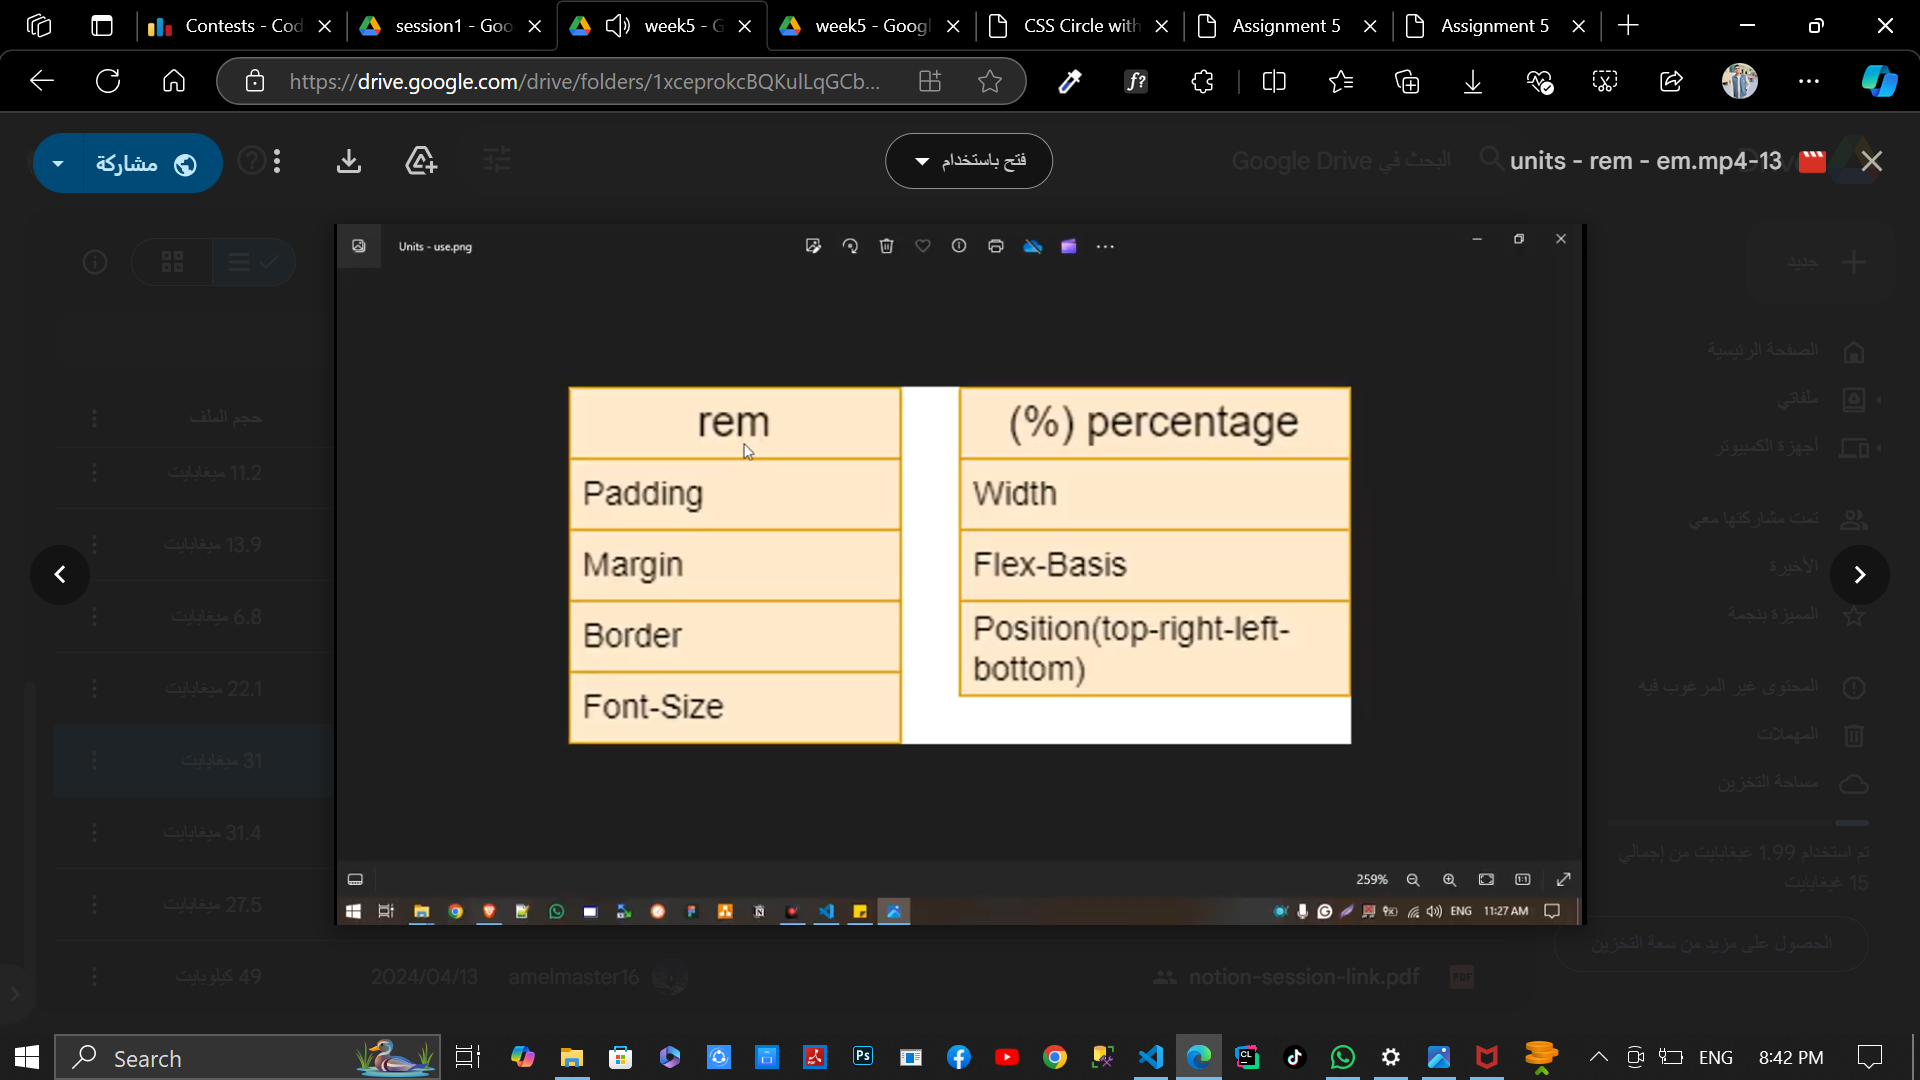 Contests - Cod
session1 - Goo
week5 - G
week5 - Googl
CSS Circle with
Assignment 5
Assignment 5
https://drive.google.com/drive/folders/1xceprokcBQKulLqGCb...
f?
مشاركة
فتح باستخدام
البحث في Google Drive
units - rem - em.mp4-13
Units - use.png
جديد
rem
Padding
Margin
Border
Font-Size
(%) percentage
Width
Flex-Basis
Position(top-right-left-
bottom)
الصفحة الرئيسية
ملفاتي
أجهزة الكمبيوتر
تمت مشاركتها معي
الأخيرة
المميزة بنجمة
المحتوى غير المرغوب فيه
المهملات
مساحة التخزين
تم استخدام 1.99 غيغابايت من إجمالي
15 غيغابايت
الحصول على مزيد من سعة التخزين
حجم الملف
11.2 ميغابايت
13.9 ميغابايت
6.8 ميغابايت
22.1 ميغابايت
31 ميغابايت
31.4 ميغابايت
27.5 ميغابايت
49 كيلوبايت
2024/04/13
amelmaster16
notion-session-link.pdf
PDF
259%
1:1
ENG
11:27 AM
Search
Ps
CL
ENG
8:42 PM